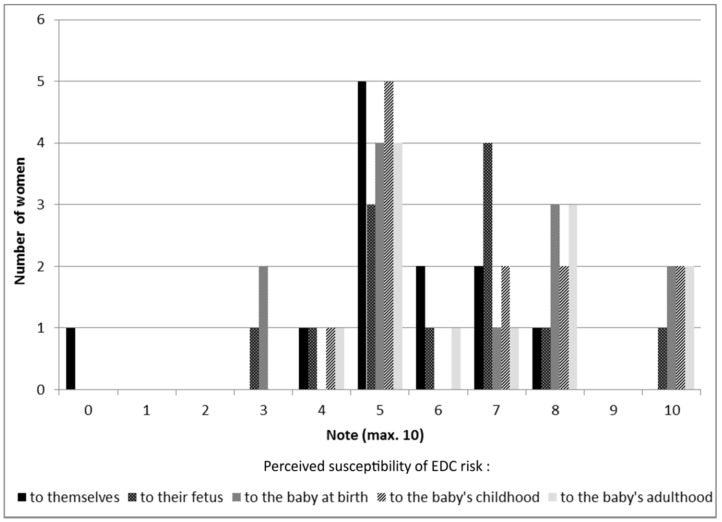 6
5
4
3
2
1
0
Number of women
0 1 2 3 4 5 6 7 8 9 10
Note (max. 10)
Perceived susceptibility of EDC risk :
to themselves to their fetus to the baby at birth to the baby's childhood to the baby's adulthood